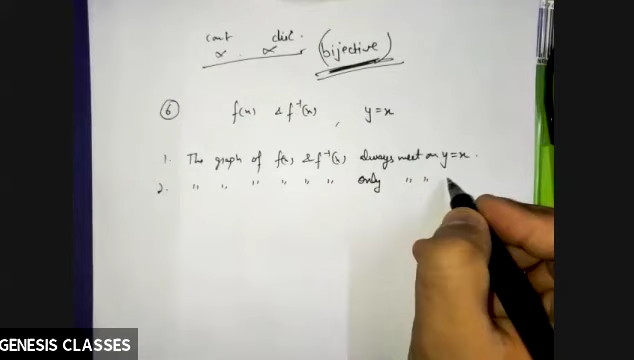 cont disc.
∝ . ∝ (bijective)
⑥ f(x) & f⁻¹(x) , y=x
1. The graph of f(x) & f⁻¹(x) always meet on y=x.
2. " " " " " " only " "
GENESIS CLASSES